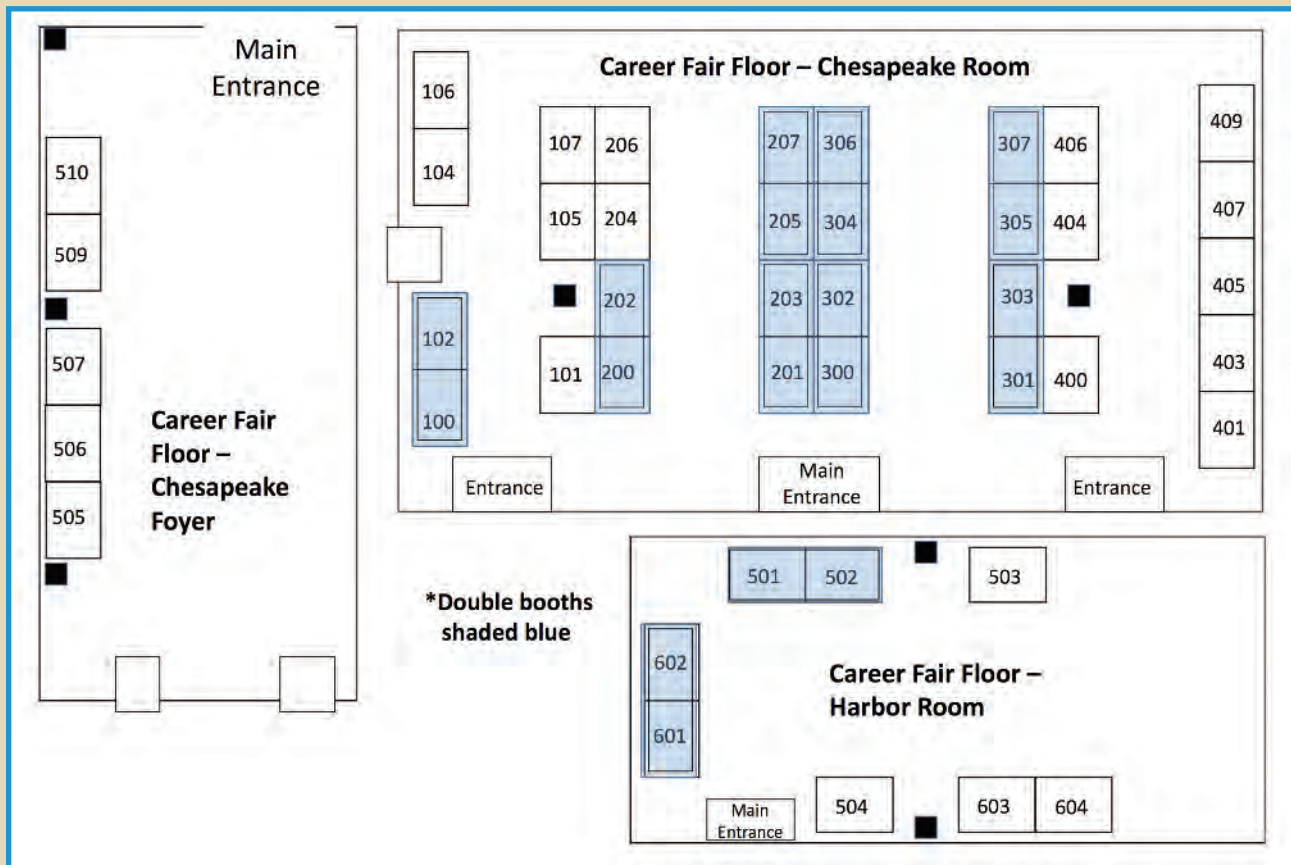 Main
Entrance
510
509
507
506
505
Career Fair
Floor –
Chesapeake
Foyer
Career Fair Floor – Chesapeake Room
106
104
102
100
107 206
105 204
202
101 200
207 306
205 304
203 302
201 300
307 406
305 404
303
301 400
409
407
405
403
401
Entrance
Main
Entrance
Entrance
*Double booths
shaded blue
501 502
503
602
601
Career Fair Floor –
Harbor Room
Main
Entrance
504
603 604